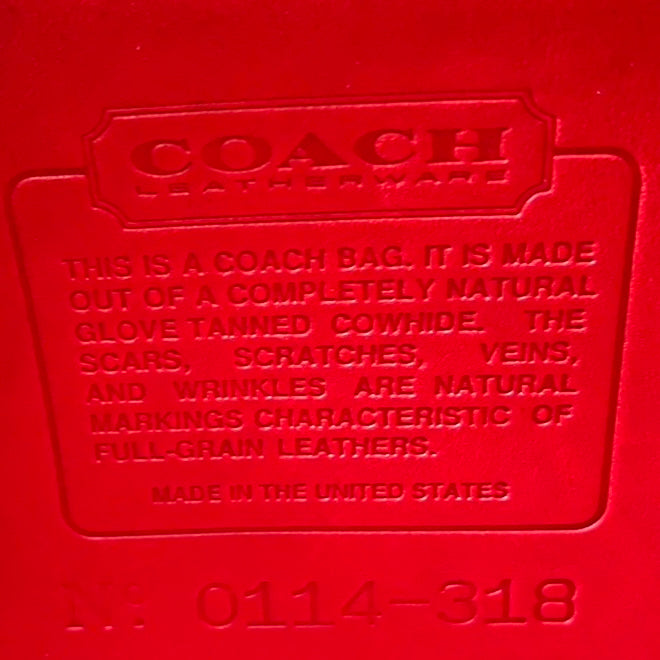 COACH
LEATHERWARE
THIS IS A COACH BAG. IT IS MADE
OUT OF A COMPLETELY NATURAL
GLOVE TANNED COWHIDE. THE
SCARS, SCRATCHES, VEINS,
AND WRINKLES ARE NATURAL
MARKINGS CHARACTERISTIC OF
FULL-GRAIN LEATHERS.
MADE IN THE UNITED STATES
Nº: 0114-318